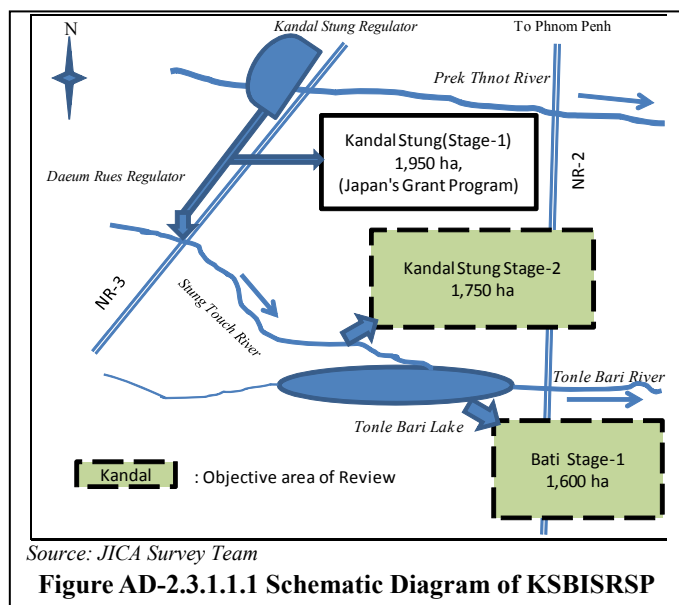 N
Kandal Stung Regulator
To Phnom Penh
Prek Thnot River
Kandal Stung(Stage-1)
1,950 ha,
(Japan's Grant Program)
NR-2
Daeum Rues Regulator
Kandal Stung Stage-2
1,750 ha
NR-3
Stung Touch River
Tonle Bari River
Tonle Bari Lake
Bati Stage-1
1,600 ha
Kandal
: Objective area of Review
Source: JICA Survey Team
Figure AD-2.3.1.1.1 Schematic Diagram of KSBISRSP